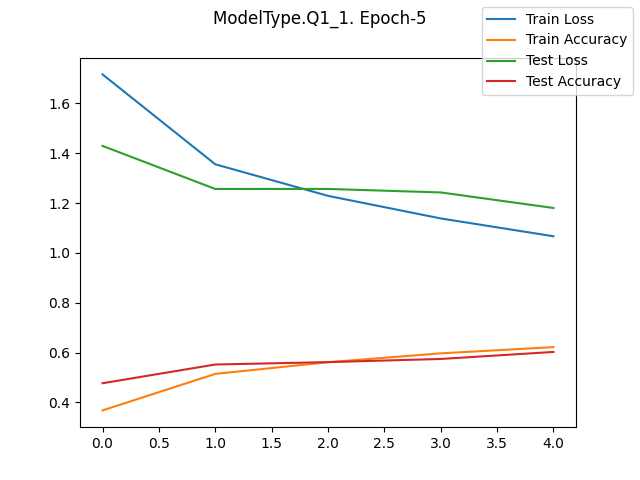 ModelType.Q1_1. Epoch-5
Train Loss
Train Accuracy
Test Loss
Test Accuracy
1.6
1.4
1.2
1.0
0.8
0.6
0.4
0.0 0.5 1.0 1.5 2.0 2.5 3.0 3.5 4.0